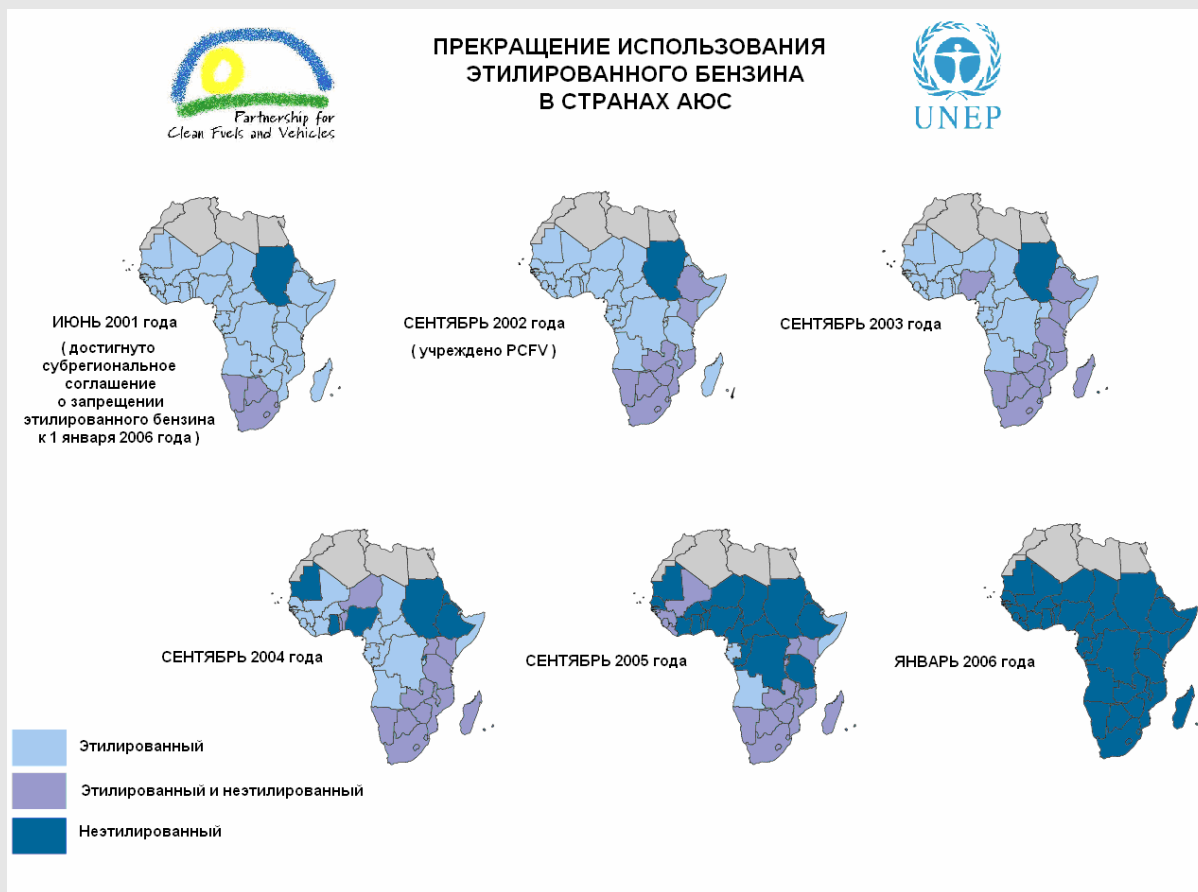 ПРЕКРАЩЕНИЕ ИСПОЛЬЗОВАНИЯ
ЭТИЛИРОВАННОГО БЕНЗИНА
В СТРАНАХ АЮС
Partnership for
Clean Fuels and Vehicles
UNEP
ИЮНЬ 2001 года
( достигнуто
субрегиональное
соглашение
о запрещении
этилированного бензина
к 1 января 2006 года )
СЕНТЯБРЬ 2002 года
( учреждено PCFV )
СЕНТЯБРЬ 2003 года
СЕНТЯБРЬ 2004 года
СЕНТЯБРЬ 2005 года
ЯНВАРЬ 2006 года
Этилированный
Этилированный и неэтилированный
Неэтилированный